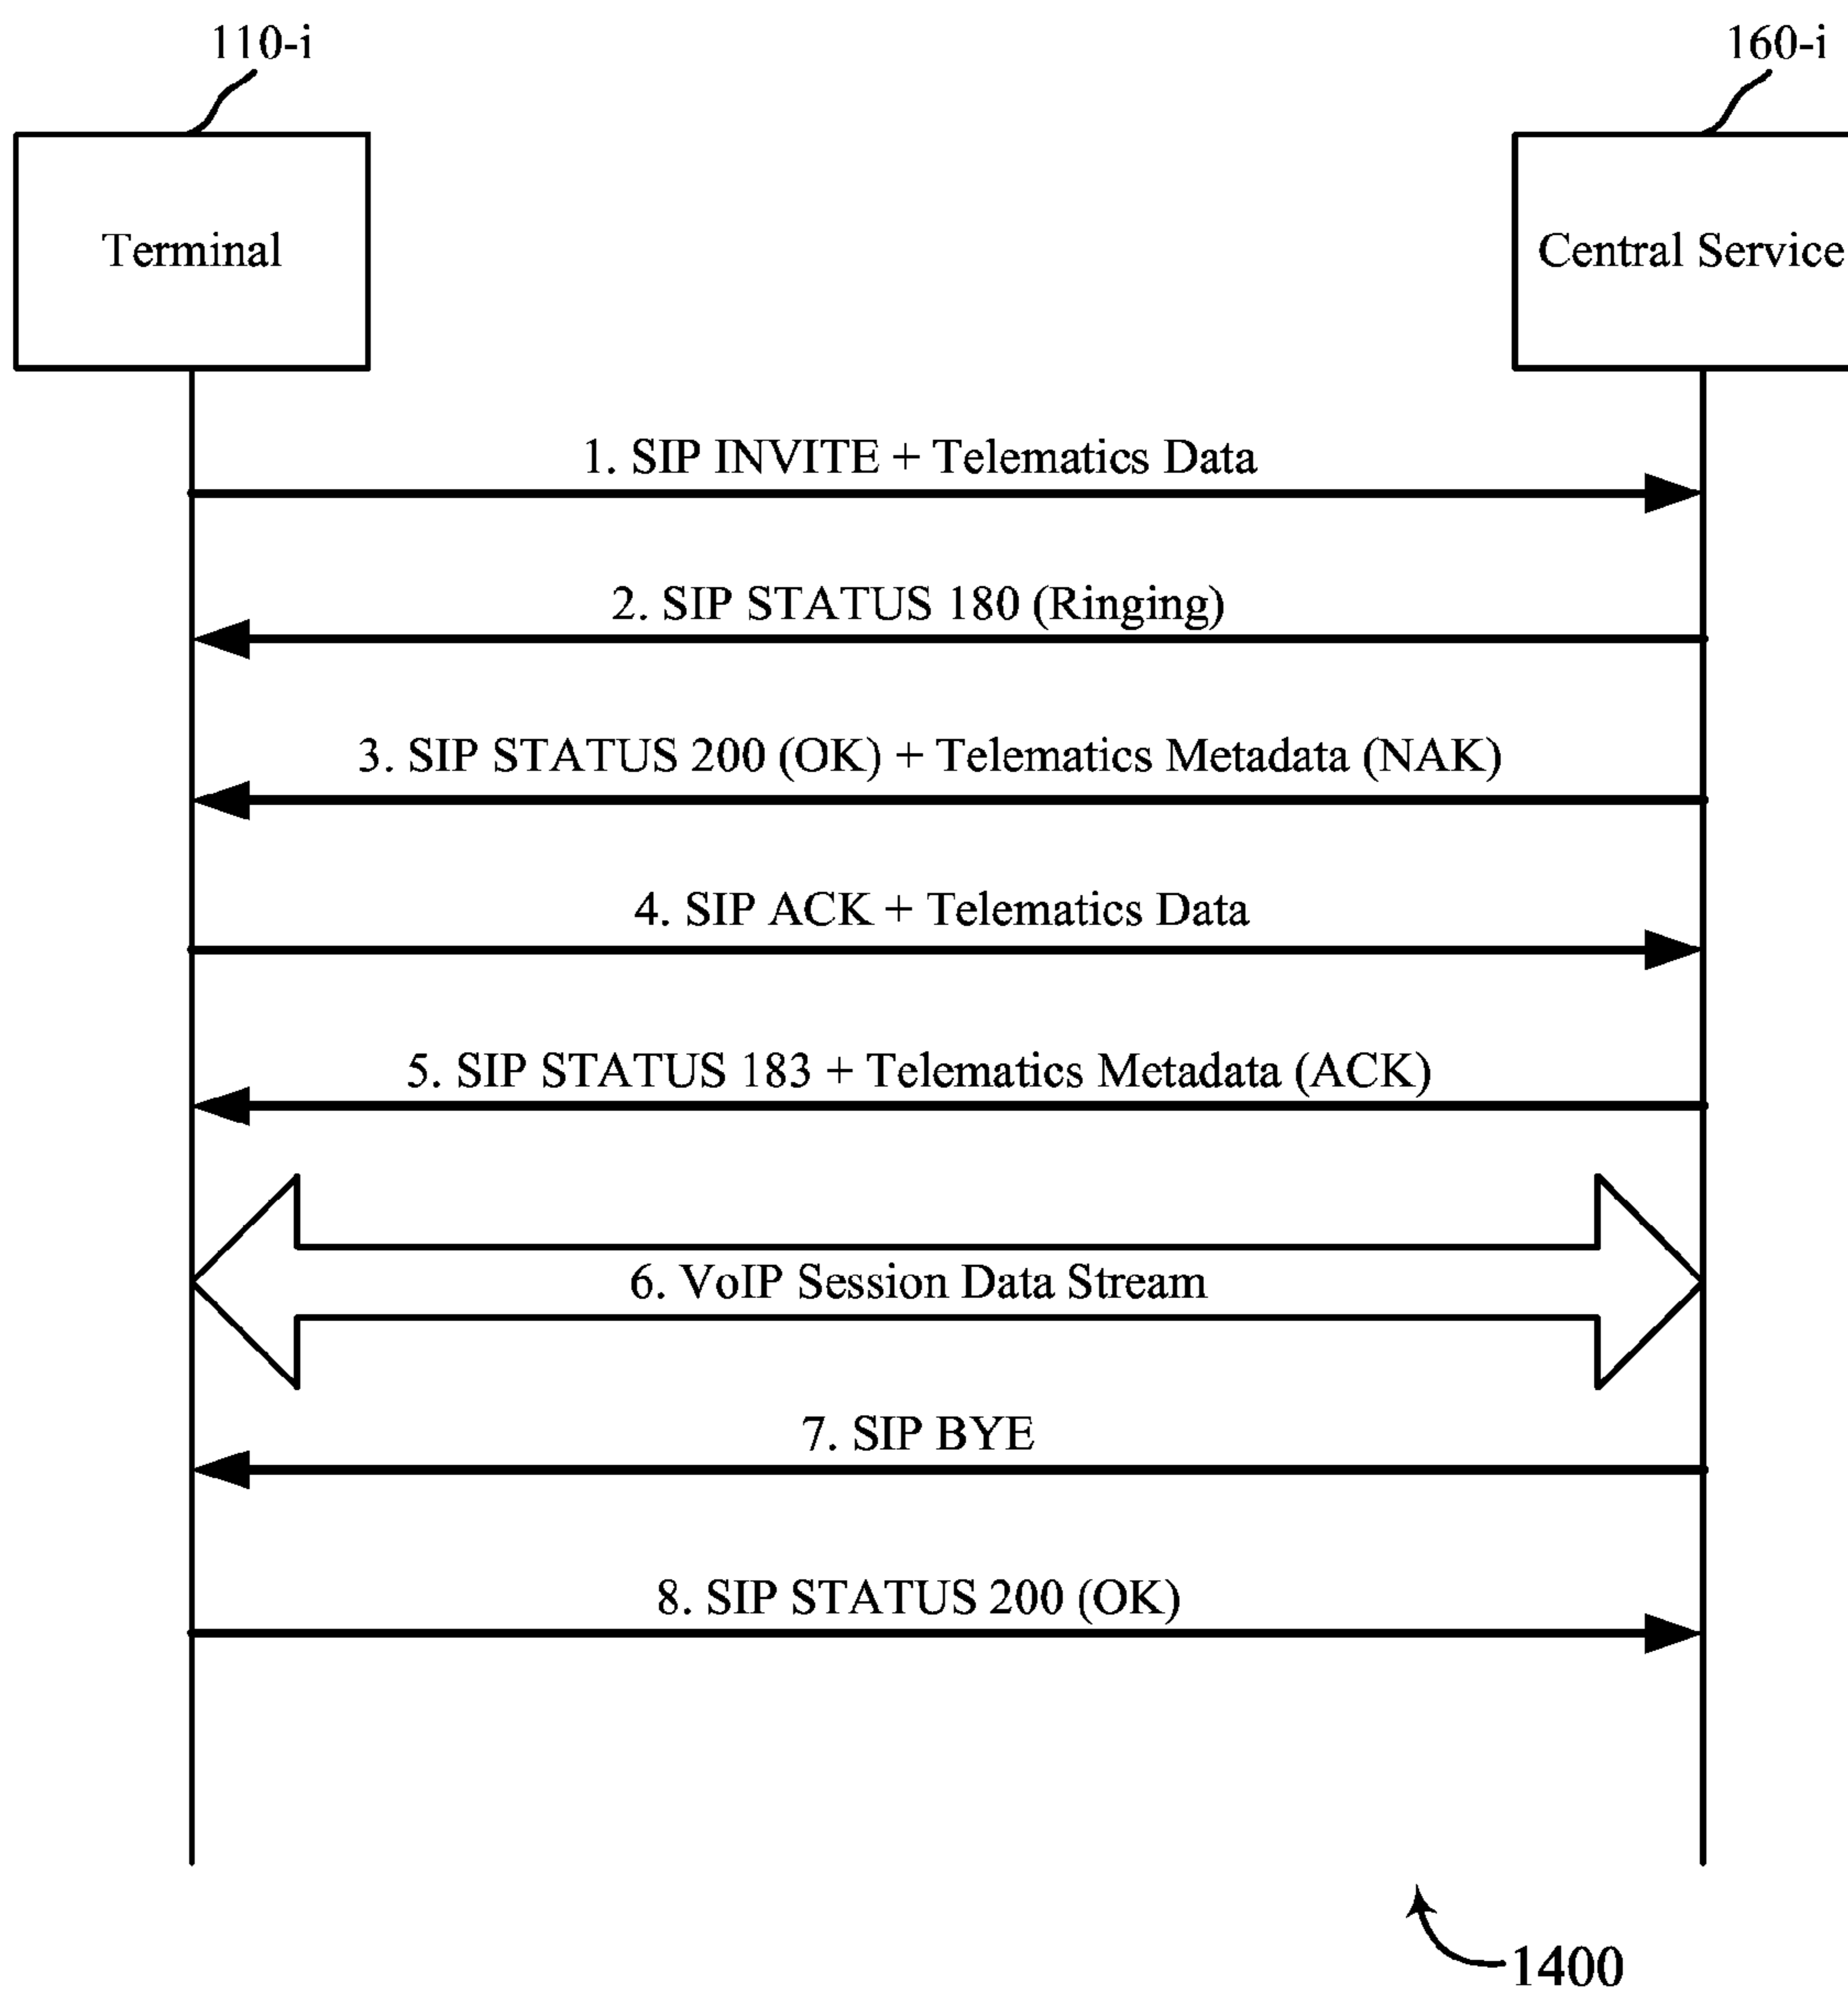 110-i
160-i
Terminal
Central Service
1. SIP INVITE + Telematics Data
2. SIP STATUS 180 (Ringing)
3. SIP STATUS 200 (OK) + Telematics Metadata (NAK)
4. SIP ACK + Telematics Data
5. SIP STATUS 183 + Telematics Metadata (ACK)
6. VoIP Session Data Stream
7. SIP BYE
8. SIP STATUS 200 (OK)
1400